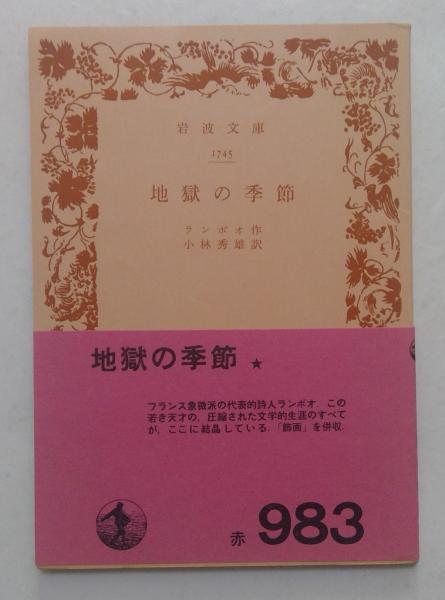 岩波文庫
1745
地獄の季節
ランボオ作
小林秀雄訳
地獄の季節 ★
フランス象徴派の代表的詩人ランボオ．この
若き天才の，圧縮された文学的生涯のすべて
が，ここに結晶している．「飾画」を併収．
赤 983